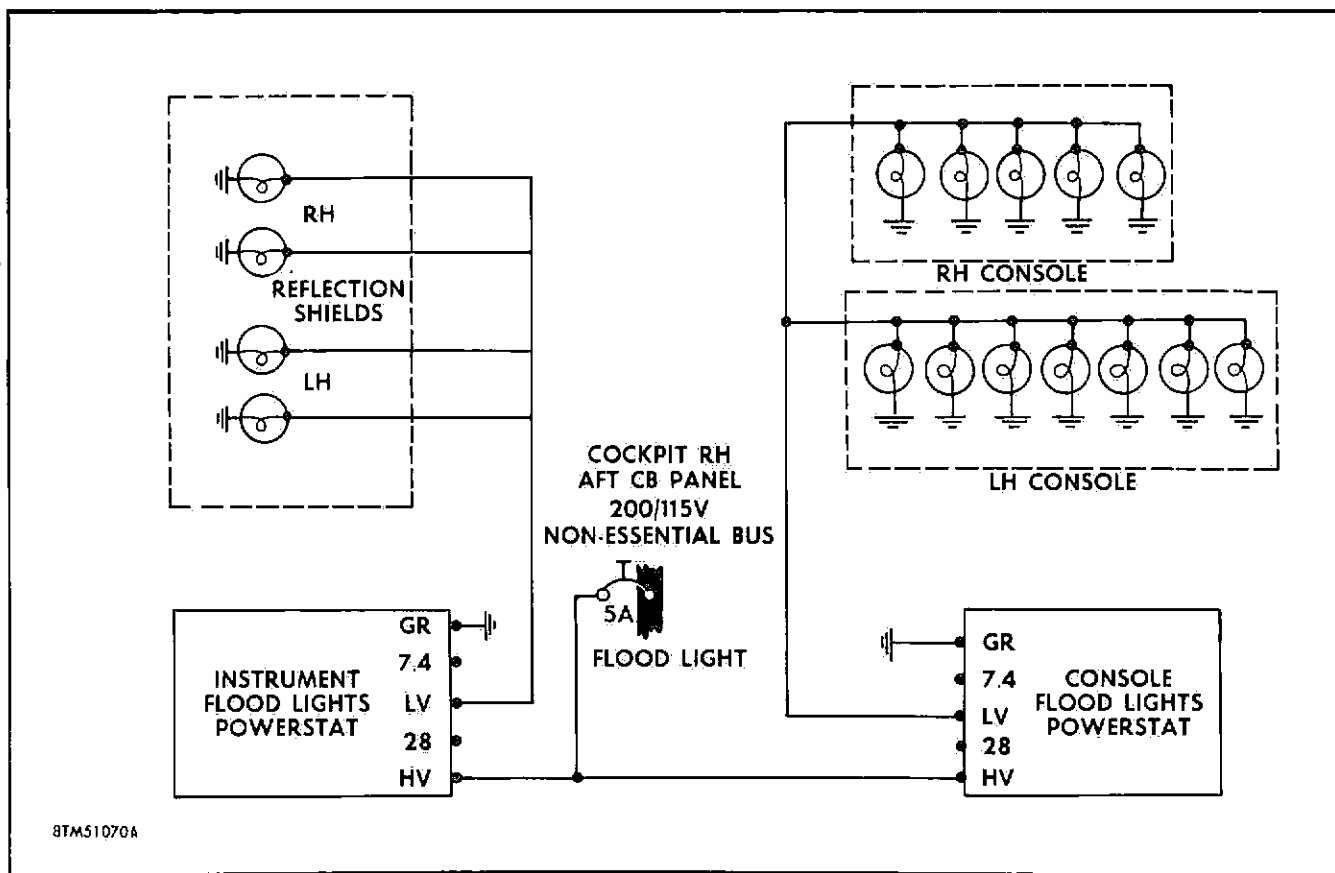 RH
REFLECTION
SHIELDS
LH
RH CONSOLE
LH CONSOLE
COCKPIT RH
AFT CB PANEL
200/115V
NON-ESSENTIAL BUS
T
5A
FLOOD LIGHT
INSTRUMENT
FLOOD LIGHTS
POWERSTAT
GR
7.4
LV
28
HV
GR
7.4
LV
28
HV
CONSOLE
FLOOD LIGHTS
POWERSTAT
8TM51070A